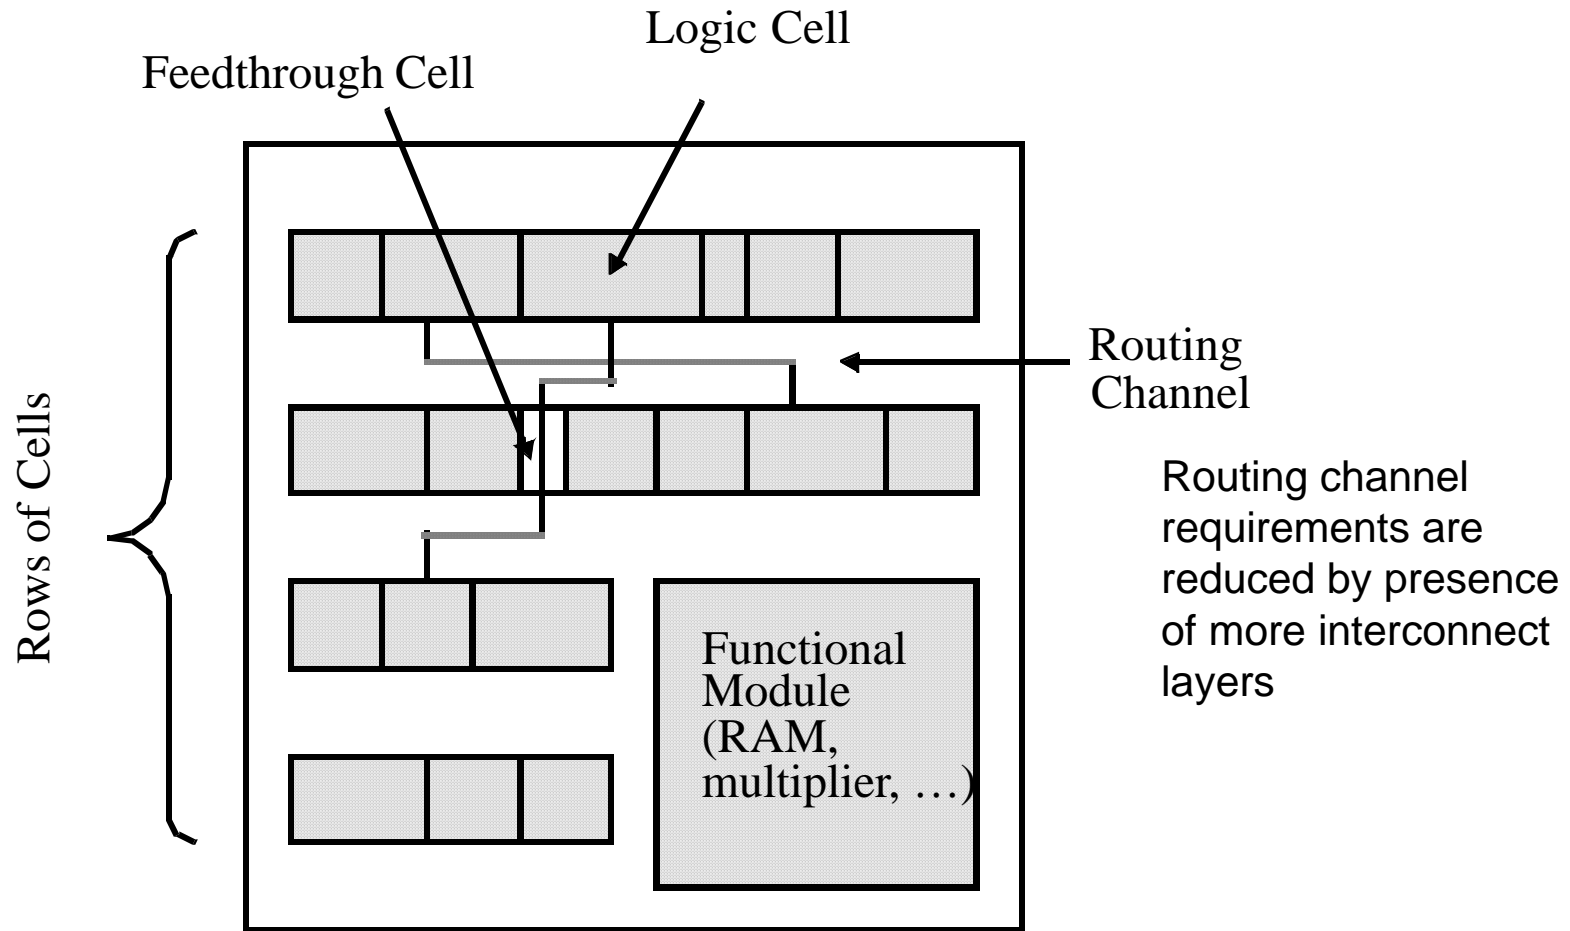 Logic Cell
Feedthrough Cell
Rows of Cells
Routing
Channel
Routing channel
requirements are
reduced by presence
of more interconnect
layers
Functional
Module
(RAM,
multiplier, …)